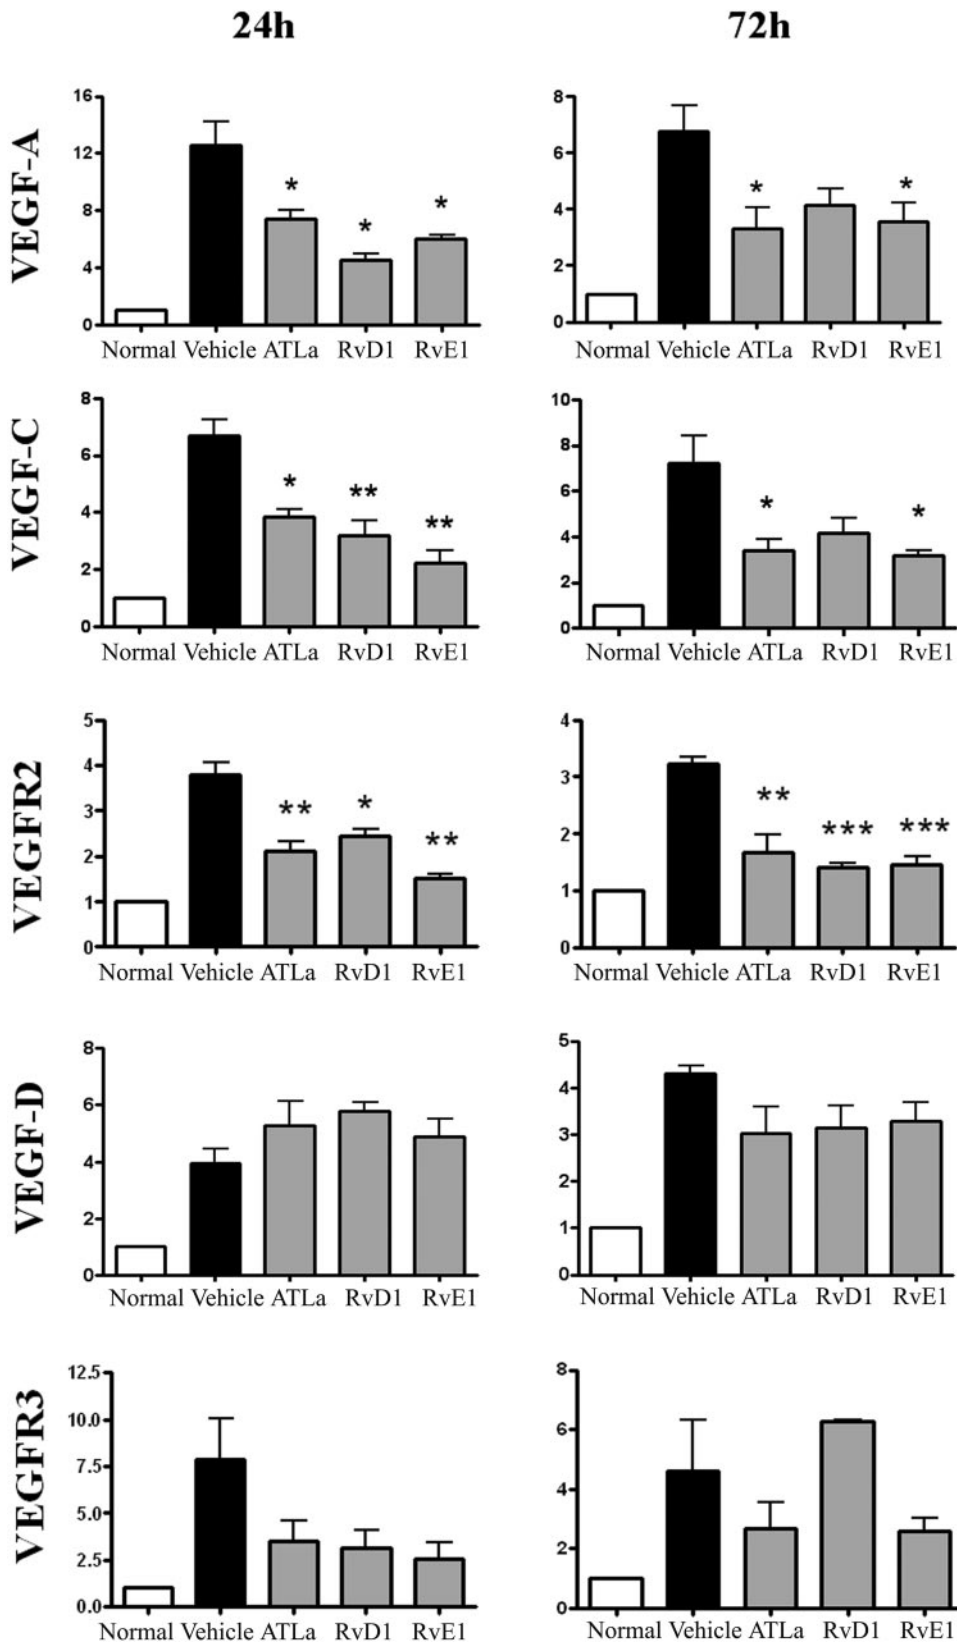 24h 72h
VEGF-A
16
12
8
4
0
* * *
Normal Vehicle ATLa RvD1 RvE1
8
6
4
2
0
* *
Normal Vehicle ATLa RvD1 RvE1
VEGF-C
8
6
4
2
0
* ** **
Normal Vehicle ATLa RvD1 RvE1
10
8
6
4
2
0
* *
Normal Vehicle ATLa RvD1 RvE1
VEGFR2
5
4
3
2
1
0
** * **
Normal Vehicle ATLa RvD1 RvE1
4
3
2
1
0
** *** ***
Normal Vehicle ATLa RvD1 RvE1
VEGF-D
8
6
4
2
0
Normal Vehicle ATLa RvD1 RvE1
5
4
3
2
1
0
Normal Vehicle ATLa RvD1 RvE1
VEGFR3
12.5
10.0
7.5
5.0
2.5
0.0
Normal Vehicle ATLa RvD1 RvE1
8
6
4
2
0
Normal Vehicle ATLa RvD1 RvE1